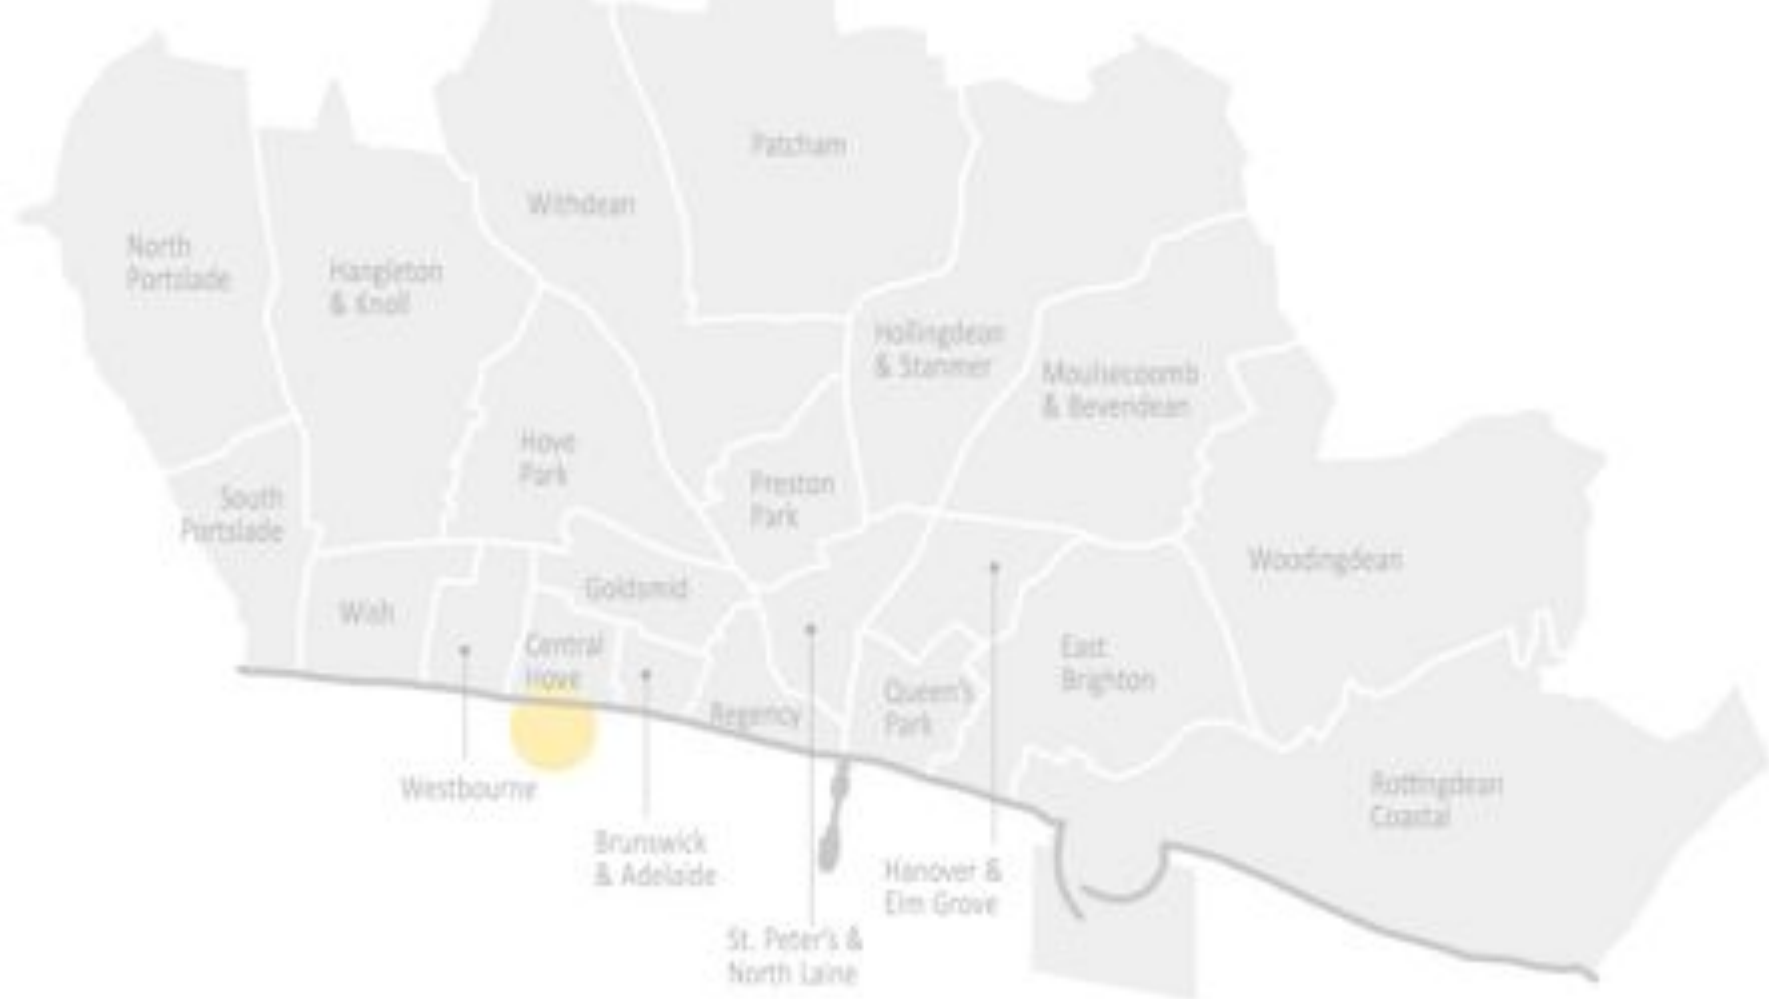 Patcham
Withdean
North
Portslade
Hangleton
& Knoll
Hollingdean
& Stanmer
Moulsecoomb
& Bevendean
Hove
Park
Preston
Park
South
Portslade
Woodingdean
Goldsmid
Wish
Central
Hove
East
Brighton
Queen's
Park
Regency
Westbourne
Rottingdean
Coastal
Brunswick
& Adelaide
Hanover &
Elm Grove
St. Peter's &
North Laine